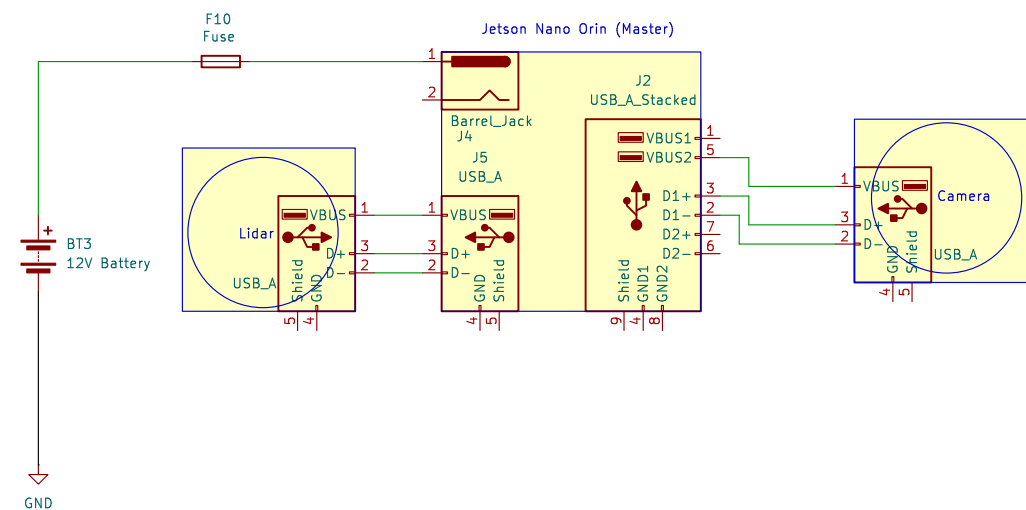 F10
Fuse
Jetson Nano Orin (Master)
1
2
Barrel_Jack
J4
J2
USB_A_Stacked
VBUS1 1
VBUS2 5
D1+ 3
D1- 2
D2+ 7
D2- 6
Shield
GND1
GND2
9
4
8
J5
USB_A
1 VBUS
3 D+
2 D-
GND
Shield
4
5
Lidar
USB_A
VBUS 1
D+ 3
D- 2
Shield
GND
5
4
Camera
USB_A
1 VBUS
3 D+
2 D-
GND
Shield
4
5
+
BT3
12V Battery
GND